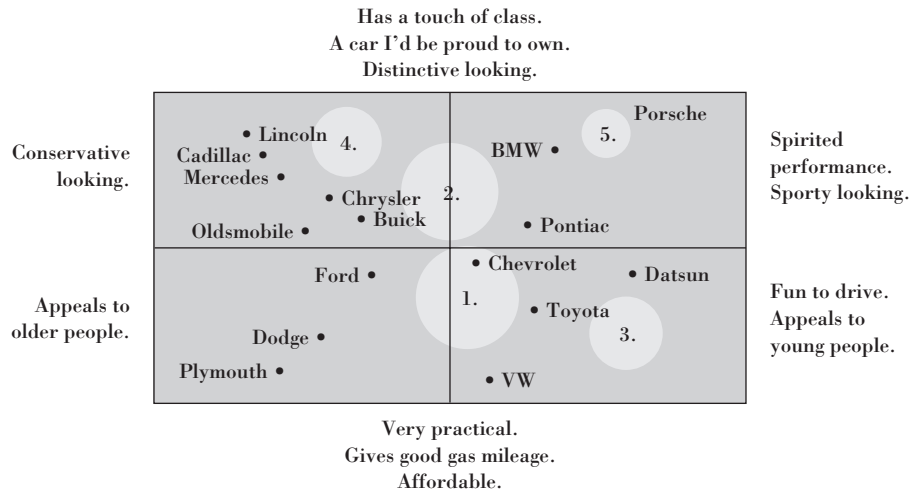 Has a touch of class.
A car I'd be proud to own.
Distinctive looking.
Conservative
looking.
Lincoln
Cadillac
Mercedes
Chrysler
Buick
Oldsmobile
4.
2.
5.
Porsche
BMW
Pontiac
Spirited
performance.
Sporty looking.
Appeals to
older people.
Ford
Dodge
Plymouth
1.
Chevrolet
Datsun
Toyota
3.
VW
Fun to drive.
Appeals to
young people.
Very practical.
Gives good gas mileage.
Affordable.